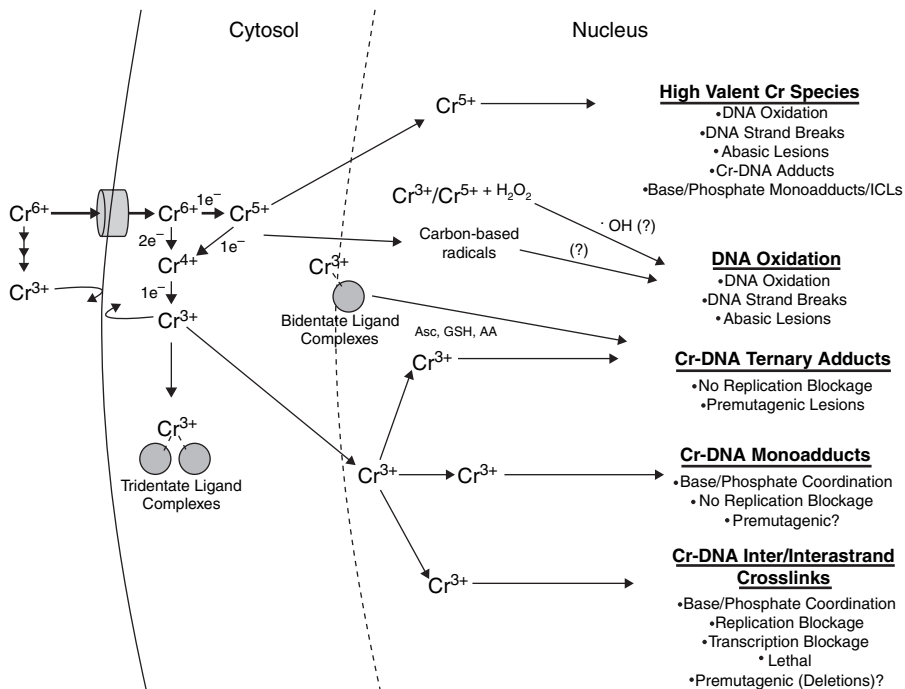 Cytosol
Nucleus
Cr6+
Cr3+
Cr6+
1e−
Cr5+
2e−
1e−
Cr4+
1e−
Cr3+
Cr3+
Tridentate Ligand
Complexes
Cr3+
Bidentate Ligand
Complexes
Cr5+
Cr3+/Cr5+ + H2O2
· OH (?)
Carbon-based
radicals
(?)
Asc, GSH, AA
Cr3+
Cr3+
Cr3+
Cr3+
High Valent Cr Species
•DNA Oxidation
•DNA Strand Breaks
•Abasic Lesions
•Cr-DNA Adducts
•Base/Phosphate Monoadducts/ICLs
DNA Oxidation
•DNA Oxidation
•DNA Strand Breaks
•Abasic Lesions
Cr-DNA Ternary Adducts
•No Replication Blockage
•Premutagenic Lesions
Cr-DNA Monoadducts
•Base/Phosphate Coordination
•No Replication Blockage
•Premutagenic?
Cr-DNA Inter/Interastrand
Crosslinks
•Base/Phosphate Coordination
•Replication Blockage
•Transcription Blockage
• Lethal
•Premutagenic (Deletions)?